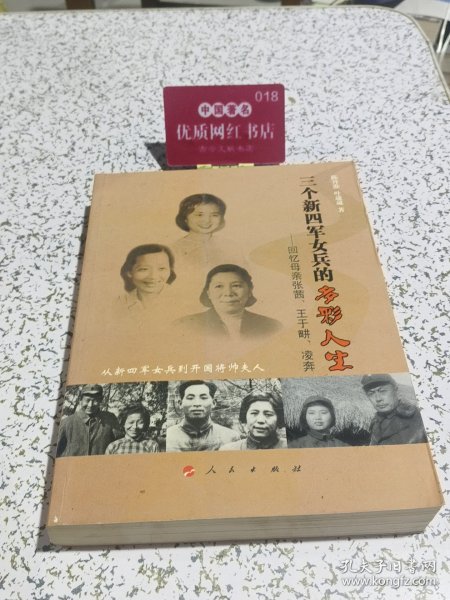 018
中国著名
优质网红书店
三个新四军女兵的多彩人生
——回忆母亲张茜、王于畊、凌奔
著
从新四军女兵到开国将帅夫人
人民出版社
孔夫子旧书网
www.kongfz.com